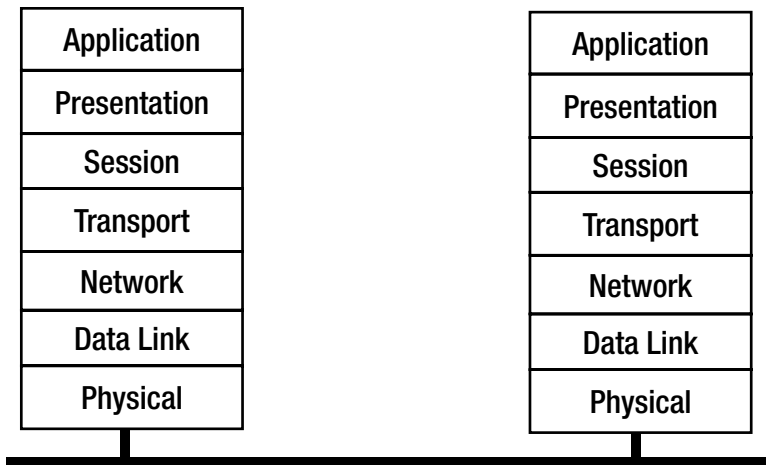 Application
Presentation
Session
Transport
Network
Data Link
Physical
Application
Presentation
Session
Transport
Network
Data Link
Physical